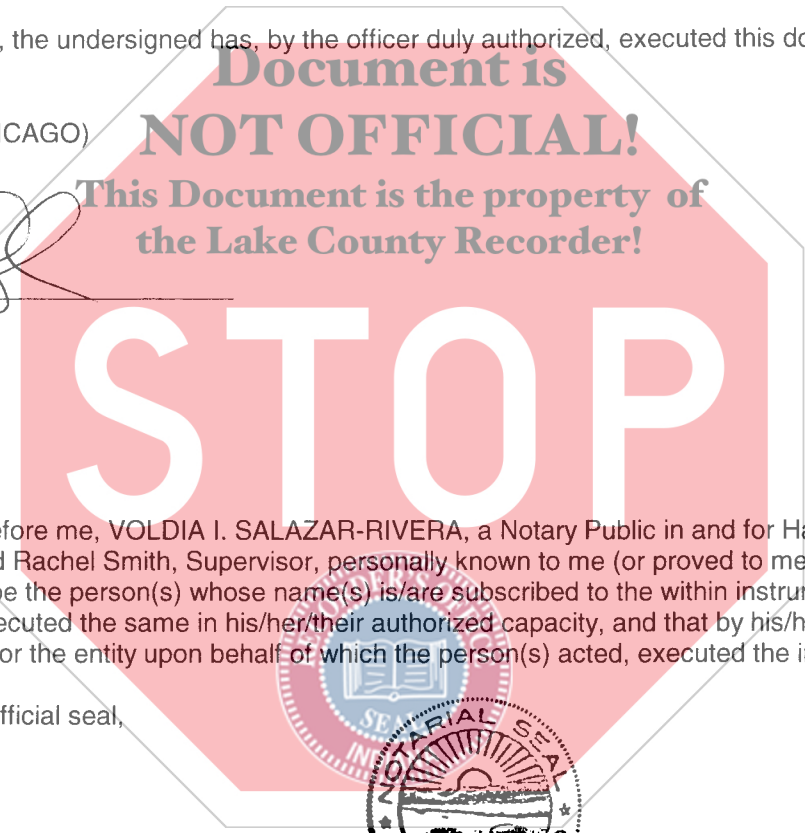 , the undersigned has, by the officer duly authorized, executed this do
Document is
ICAGO)
NOT OFFICIAL!
This Document is the property of
the Lake County Recorder!
STOP
efore me, VOLDIA I. SALAZAR-RIVERA, a Notary Public in and for Ha
d Rachel Smith, Supervisor, personally known to me (or proved to me
be the person(s) whose name(s) is/are subscribed to the within instrum
ecuted the same in his/her/their authorized capacity, and that by his/h
or the entity upon behalf of which the person(s) acted, executed the i
RECORDER'S OFFICE
SEAL
fficial seal,
NOTARIAL SEAL